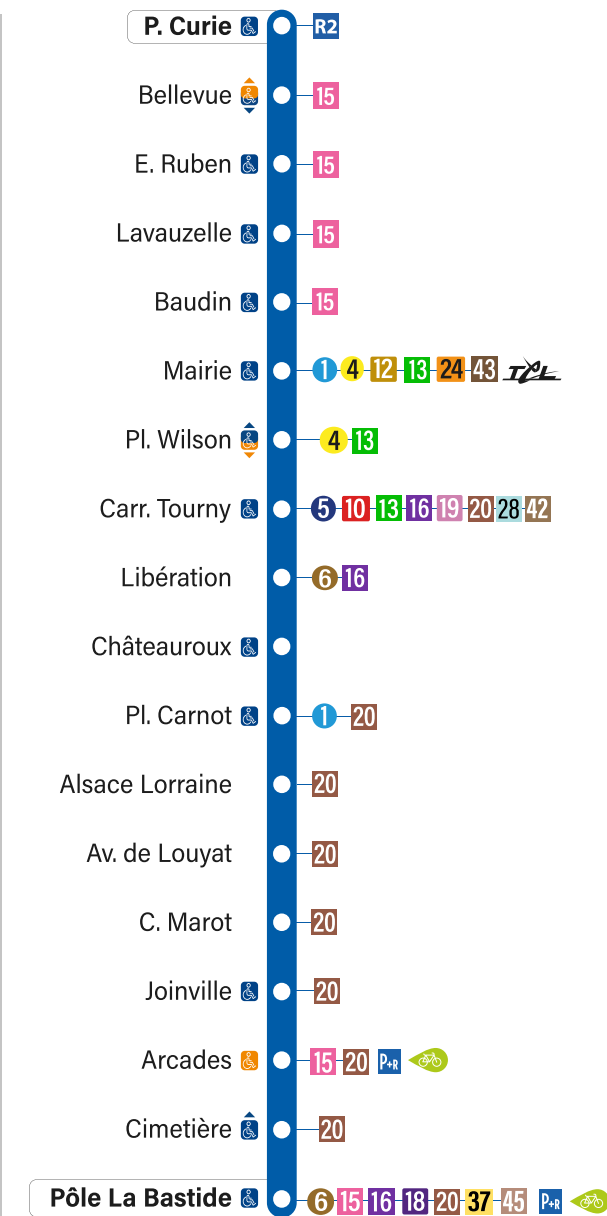 P. Curie R2
Bellevue 15
E. Ruben 15
Lavauzelle 15
Baudin 15
Mairie 1 4 12 13 24 43 TCL
Pl. Wilson 4 13
Carr. Tourny 5 10 13 16 19 20 28 42
Libération 6 16
Châteauroux
Pl. Carnot 1 20
Alsace Lorraine 20
Av. de Louyat 20
C. Marot 20
Joinville 20
Arcades 15 20 P+R
Cimetière 20
Pôle La Bastide 6 15 16 18 20 37 45 P+R